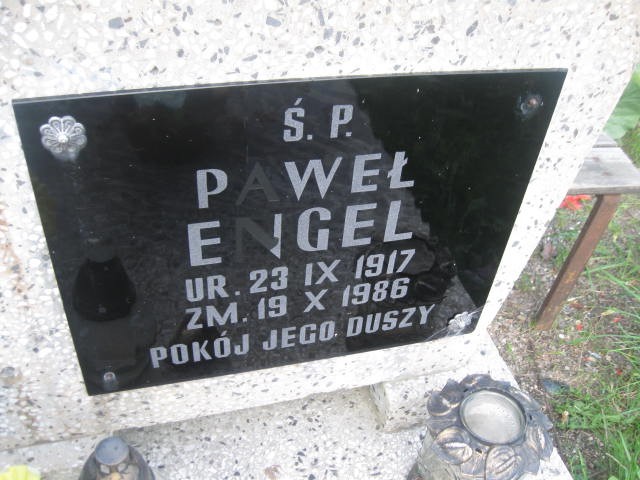 Ś. P.
PAWEŁ
ENGEL
UR. 23 IX 1917
ZM. 19 X 1986
POKÓJ JEGO DUSZY